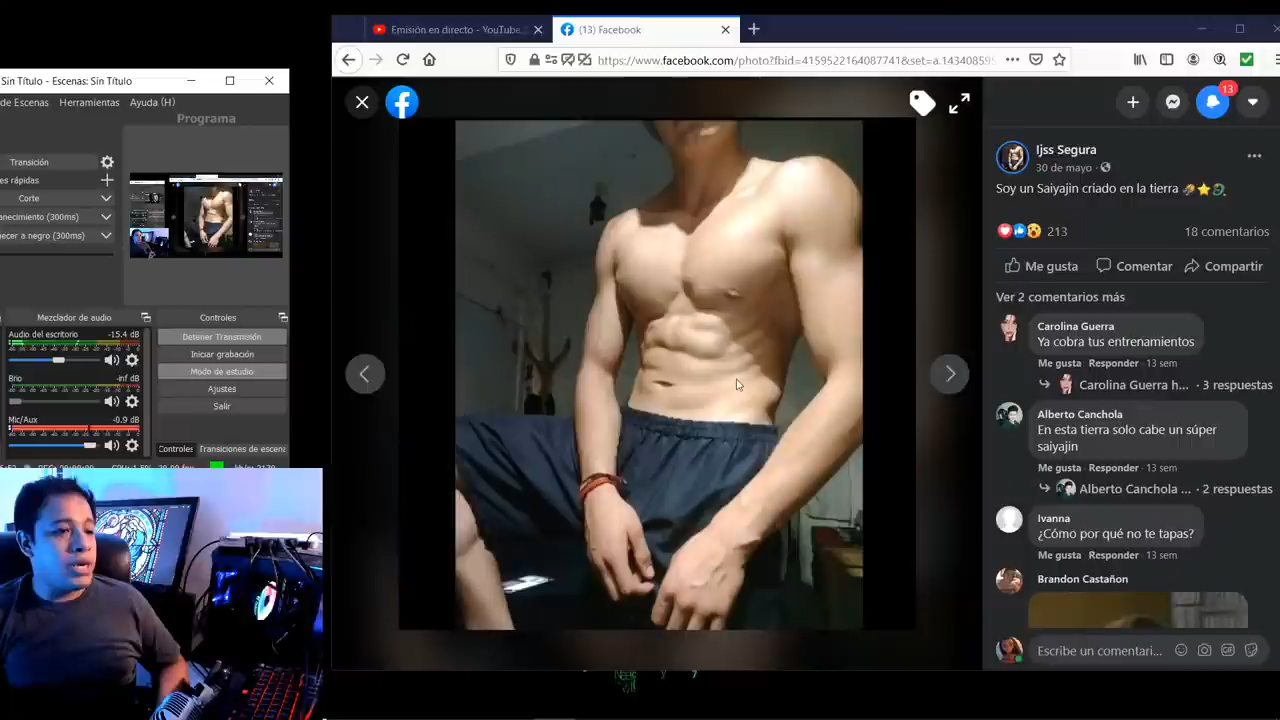 Sin Título - Escenas: Sin Título
de Escenas
Herramientas
Ayuda (H)
Programa
Transición
es rápidas
Corte
anecimiento (300ms)
ecer a negro (300ms)
Mezclador de audio
Audio del escritorio
-15.4 dB
Brio
-inf dB
Mic/Aux
-0.9 dB
Controles
Detener Transmisión
Iniciar grabación
Modo de estudio
Ajustes
Salir
Controles
Transiciones de escena
Emisión en directo - YouTube
(13) Facebook
https://www.facebook.com/photo?fbid=4159522164087741&set=a.143408595
13
Ijss Segura
30 de mayo
Soy un Saiyajin criado en la tierra
213
18 comentarios
Me gusta
Comentar
Compartir
Ver 2 comentarios más
Carolina Guerra
Ya cobra tus entrenamientos
Me gusta Responder 13 sem
Carolina Guerra h... · 3 respuestas
Alberto Canchola
En esta tierra solo cabe un súper
saiyajin
Me gusta Responder 13 sem
Alberto Canchola ... · 2 respuestas
Ivanna
¿Cómo por qué no te tapas?
Me gusta Responder 13 sem
Brandon Castañon
Escribe un comentari...